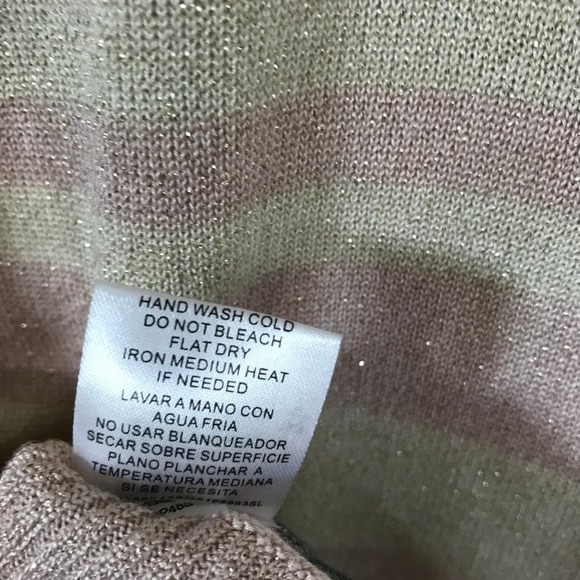 HAND WASH COLD
DO NOT BLEACH
FLAT DRY
IRON MEDIUM HEAT
IF NEEDED
LAVAR A MANO CON
AGUA FRIA
NO USAR BLANQUEADOR
SECAR SOBRE SUPERFICIE
PLANO PLANCHAR A
TEMPERATURA MEDIANA
SI SE NECESITA